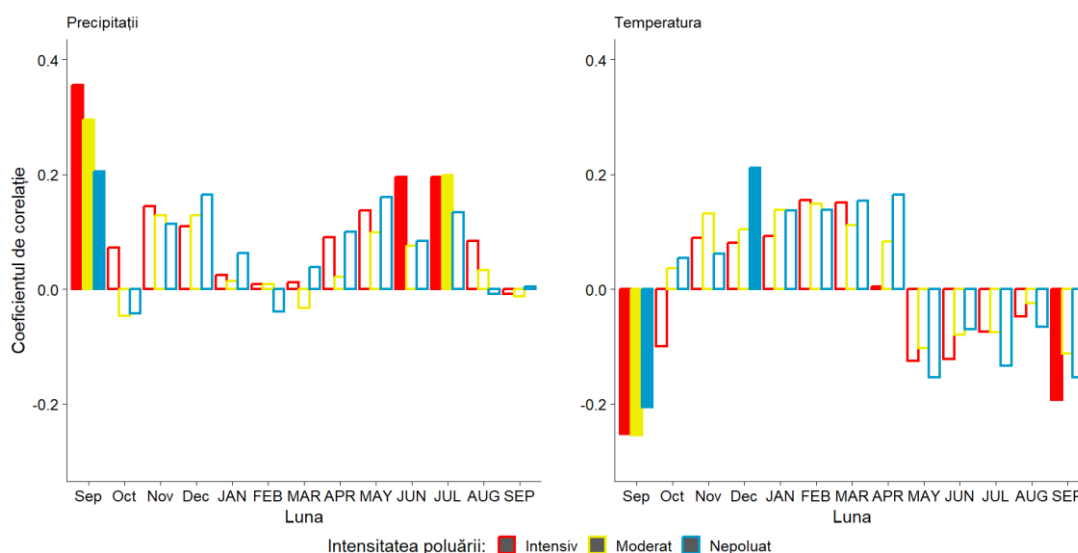 Precipitații
Temperatura
Coeficientul de corelație
0.4
0.2
0.0
-0.2
0.4
0.2
0.0
-0.2
Sep Oct Nov Dec JAN FEB MAR APR MAY JUN JUL AUG SEP
Sep Oct Nov Dec JAN FEB MAR APR MAY JUN JUL AUG SEP
Luna
Luna
Intensitatea poluării: Intensiv Moderat Nepoluat